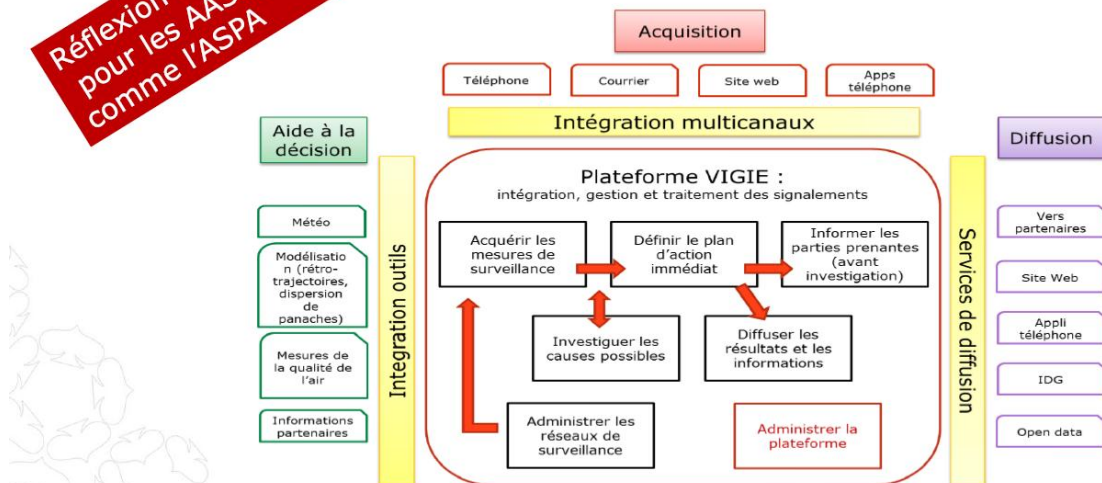 Réflexion
pour les AAS
comme l'ASPA
Acquisition
Téléphone
Courrier
Site web
Apps
téléphone
Intégration multicanaux
Aide à la
décision
Météo
Modélisatio
n (rétro-
trajectoires,
dispersion
de
panaches)
Mesures de
la qualité de
l'air
Informations
partenaires
Integration outils
Plateforme VIGIE :
intégration, gestion et traitement des signalements
Acquérir les
mesures de
surveillance
Définir le plan
d'action
immédiat
Informer les
parties prenantes
(avant
investigation)
Investiguer les
causes possibles
Diffuser les
résultats et les
informations
Administrer les
réseaux de
surveillance
Administrer la
plateforme
Services de diffusion
Diffusion
Vers
partenaires
Site Web
Appli
téléphone
IDG
Open data